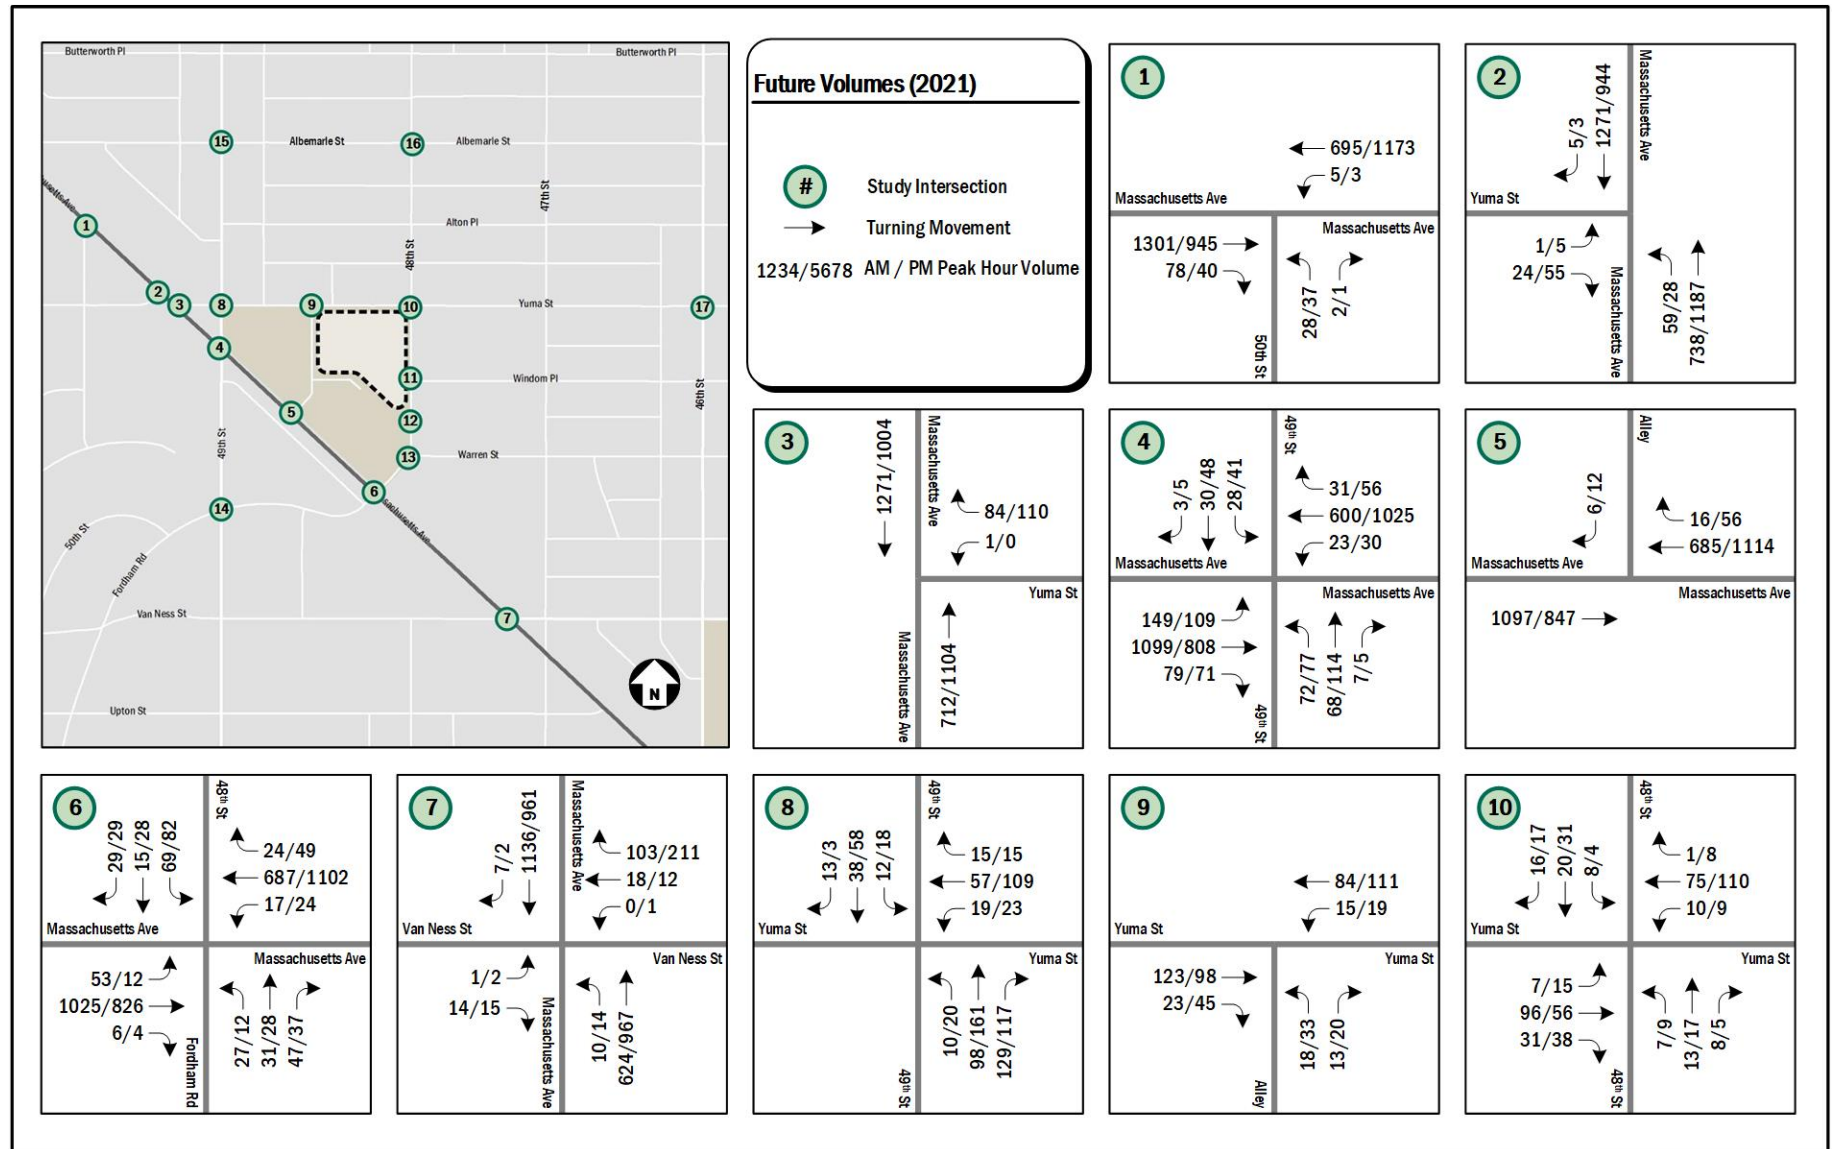 Butterworth Pl
Butterworth Pl
15
Albemarle St
16
Albemarle St
47th St
1
Alton Pl
48th St
2
3
8
9
10
Yuma St
17
4
11
Windom Pl
46th St
5
12
49th St
13
Warren St
6
14
50th St
Fordham Rd
Van Ness St
7
N
Upton St
Future Volumes (2021)
# Study Intersection
Turning Movement
1234/5678 AM / PM Peak Hour Volume
1
695/1173
5/3
Massachusetts Ave
Massachusetts Ave
1301/945
78/40
28/37
2/1
50th St
2
5/3
1271/944
Massachusetts Ave
Yuma St
1/5
24/55
Massachusetts Ave
59/28
738/1187
3
1271/1004
Massachusetts Ave
84/110
1/0
Yuma St
Massachusetts Ave
712/1104
4
3/5
30/48
28/41
49th St
31/56
600/1025
23/30
Massachusetts Ave
Massachusetts Ave
149/109
1099/808
79/71
49th St
72/77
68/114
7/5
5
6/12
Alley
16/56
685/1114
Massachusetts Ave
Massachusetts Ave
1097/847
6
29/29
15/28
69/82
48th St
24/49
687/1102
17/24
Massachusetts Ave
Massachusetts Ave
53/12
1025/826
6/4
Fordham Rd
27/12
31/28
47/37
7
7/2
1136/961
Massachusetts Ave
103/211
18/12
0/1
Van Ness St
Van Ness St
1/2
14/15
Massachusetts Ave
10/14
624/967
8
13/3
38/58
12/18
49th St
15/15
57/109
19/23
Yuma St
Yuma St
49th St
10/20
98/161
129/117
9
84/111
15/19
Yuma St
Yuma St
123/98
23/45
Alley
18/33
13/20
10
16/17
20/31
8/4
48th St
1/8
75/110
10/9
Yuma St
Yuma St
7/15
96/56
31/38
48th St
7/9
13/17
8/5